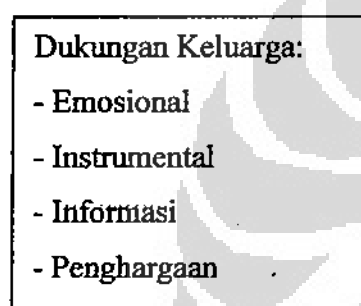 Dukungan Keluarga:
- Emosional
- Instrumental
- Informasi
- Penghargaan